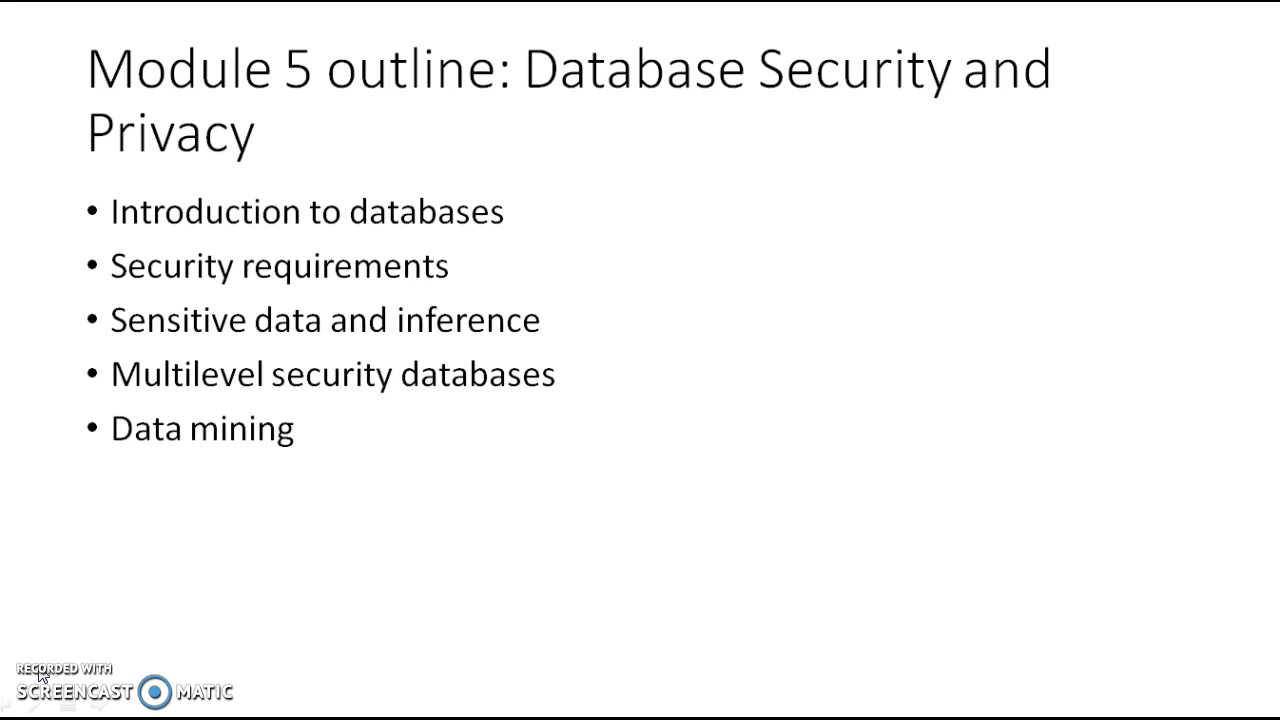 Module 5 outline: Database Security and
Privacy
• Introduction to databases
• Security requirements
• Sensitive data and inference
• Multilevel security databases
• Data mining
RECORDED WITH
SCREENCAST MATIC